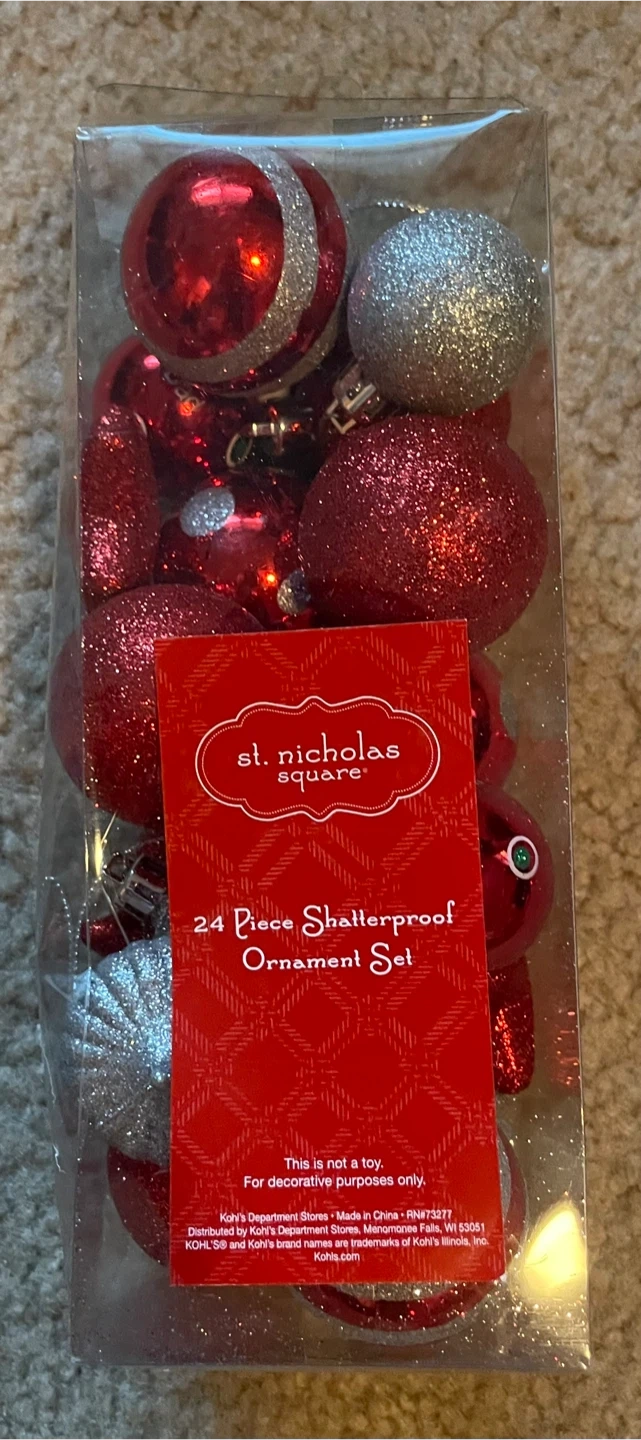 st. nicholas
square®
24 Piece Shatterproof
Ornament Set
This is not a toy.
For decorative purposes only.
Kohl's Department Stores • Made in China • RN#73277
Distributed by Kohl's Department Stores, Menomonee Falls, WI 53051
KOHL'S® and Kohl's brand names are trademarks of Kohl's Illinois, Inc.
Kohls.com